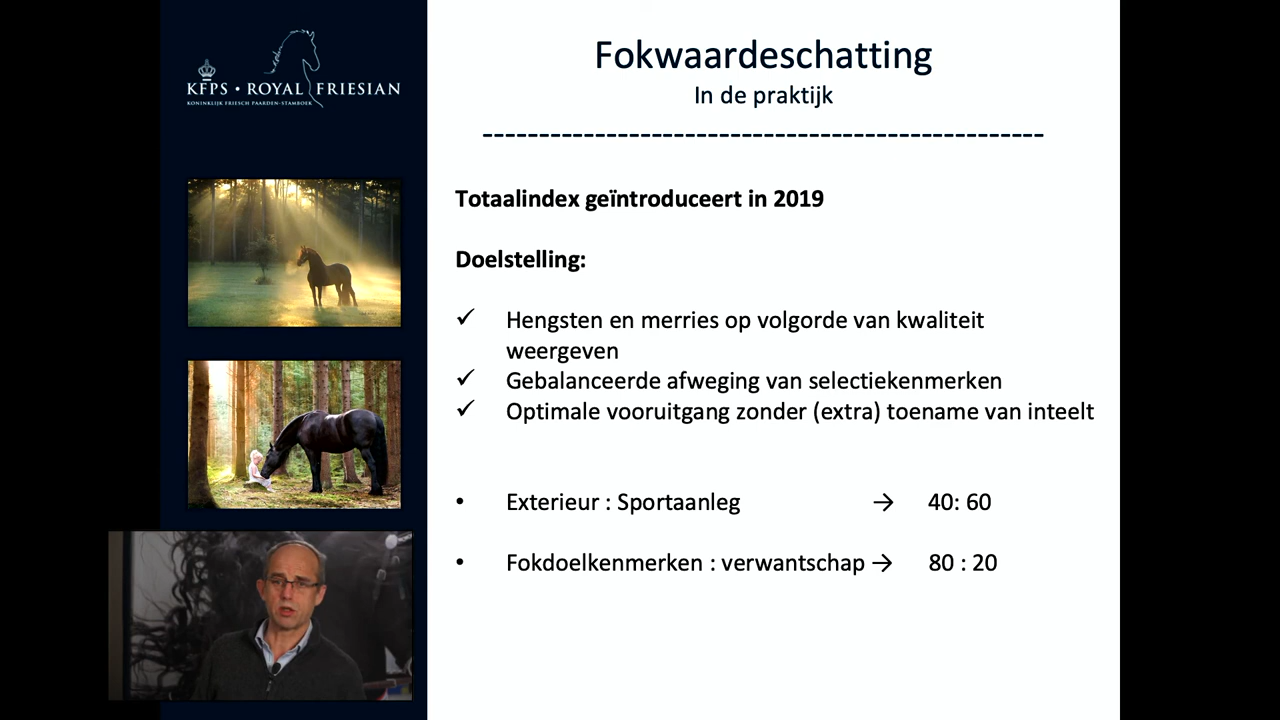 KFPS • ROYAL FRIESIAN
KONINKLIJK FRIESCH PAARDEN-STAMBOEK
Fokwaardeschatting
In de praktijk
--------------------------------------------------
Totaalindex geïntroduceert in 2019
Doelstelling:
✓ Hengsten en merries op volgorde van kwaliteit
weergeven
✓ Gebalanceerde afweging van selectiekenmerken
✓ Optimale vooruitgang zonder (extra) toename van inteelt
• Exterieur : Sportaanleg → 40: 60
• Fokdoelkenmerken : verwantschap → 80 : 20